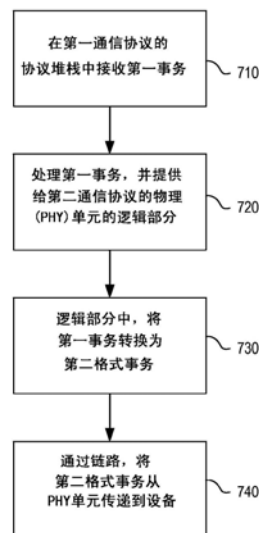 在第一通信协议的
协议堆栈中接收第一事务
710
处理第一事务，并提供
给第二通信协议的物理
(PHY)单元的逻辑部分
720
逻辑部分中，将
第一事务转换为
第二格式事务
730
通过链路，将
第二格式事务从
PHY单元传递到设备
740